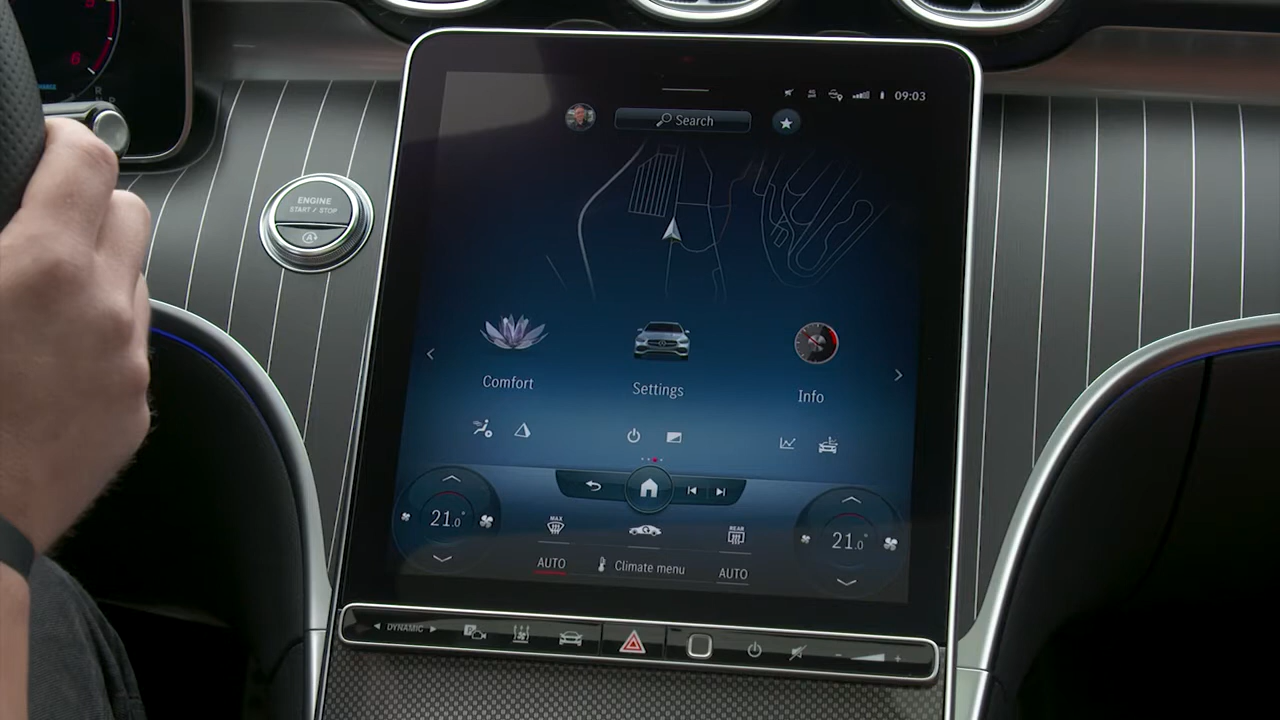 6
R
09:03
Search
ENGINE
START / STOP
A
Comfort
Settings
Info
21.0°
21.0°
MAX
REAR
AUTO
Climate menu
AUTO
DYNAMIC
P
- +